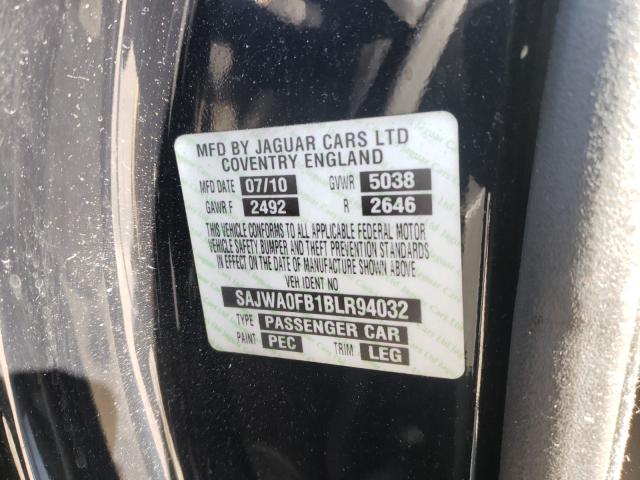 MFD BY JAGUAR CARS LTD
COVENTRY ENGLAND
MFD DATE 07/10 GVWR 5038
GAWR F 2492 R 2646
THIS VEHICLE CONFORMS TO ALL APPLICABLE FEDERAL MOTOR
VEHICLE SAFETY BUMPER AND THEFT PREVENTION STANDARDS
IN EFFECT ON THE DATE OF MANUFACTURE SHOWN ABOVE
VEH IDENT NO
SAJWA0FB1BLR94032
TYPE PASSENGER CAR
PAINT PEC TRIM LEG